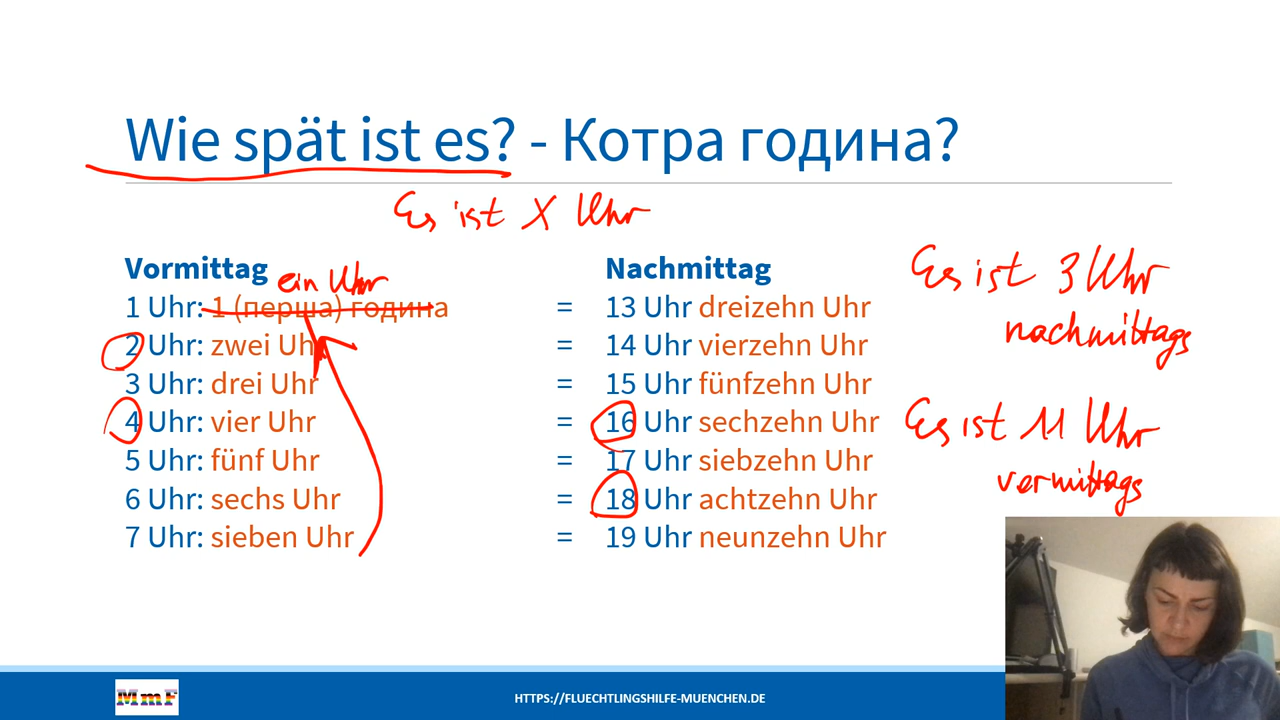 Wie spät ist es? - Котра година?
Es ist X Uhr
Vormittag
ein Uhr
1 Uhr: 1 (перша) година
2 Uhr: zwei Uhr
3 Uhr: drei Uhr
4 Uhr: vier Uhr
5 Uhr: fünf Uhr
6 Uhr: sechs Uhr
7 Uhr: sieben Uhr
Nachmittag
= 13 Uhr dreizehn Uhr
= 14 Uhr vierzehn Uhr
= 15 Uhr fünfzehn Uhr
= 16 Uhr sechzehn Uhr
= 17 Uhr siebzehn Uhr
= 18 Uhr achtzehn Uhr
= 19 Uhr neunzehn Uhr
Es ist 3 Uhr
nachmittags
Es ist 11 Uhr
vormittags
MmF
HTTPS://FLUECHTLINGSHILFE-MUENCHEN.DE